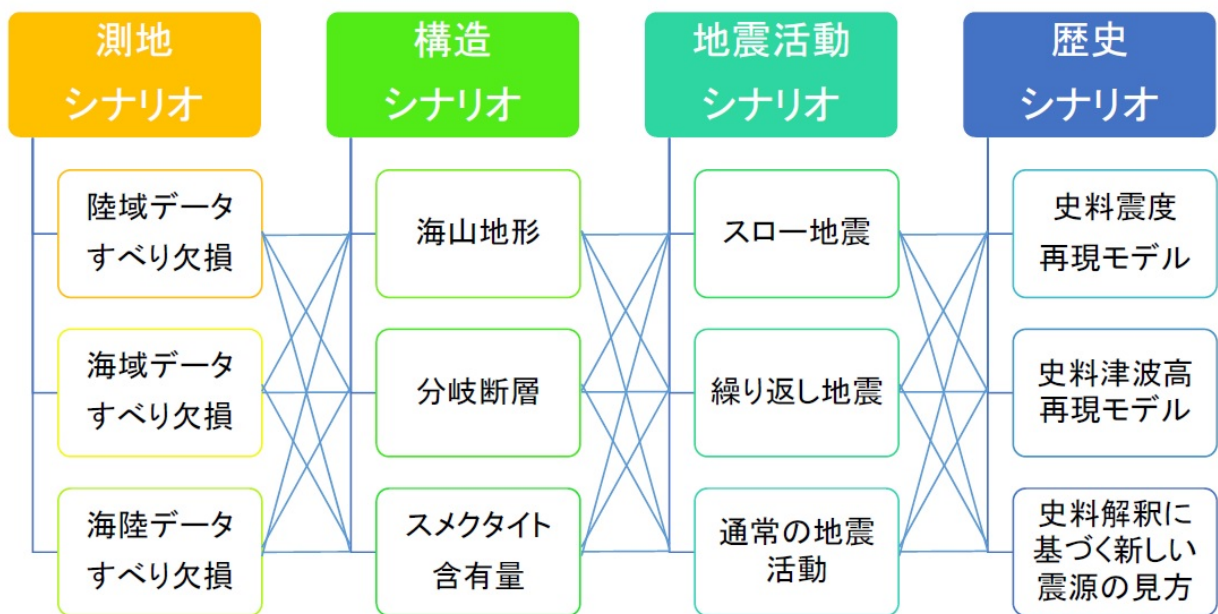 測地
シナリオ
陸域データ
すべり欠損
海域データ
すべり欠損
海陸データ
すべり欠損
構造
シナリオ
海山地形
分岐断層
スメクタイト
含有量
地震活動
シナリオ
スロー地震
繰り返し地震
通常の地震
活動
歴史
シナリオ
史料震度
再現モデル
史料津波高
再現モデル
史料解釈に
基づく新しい
震源の見方